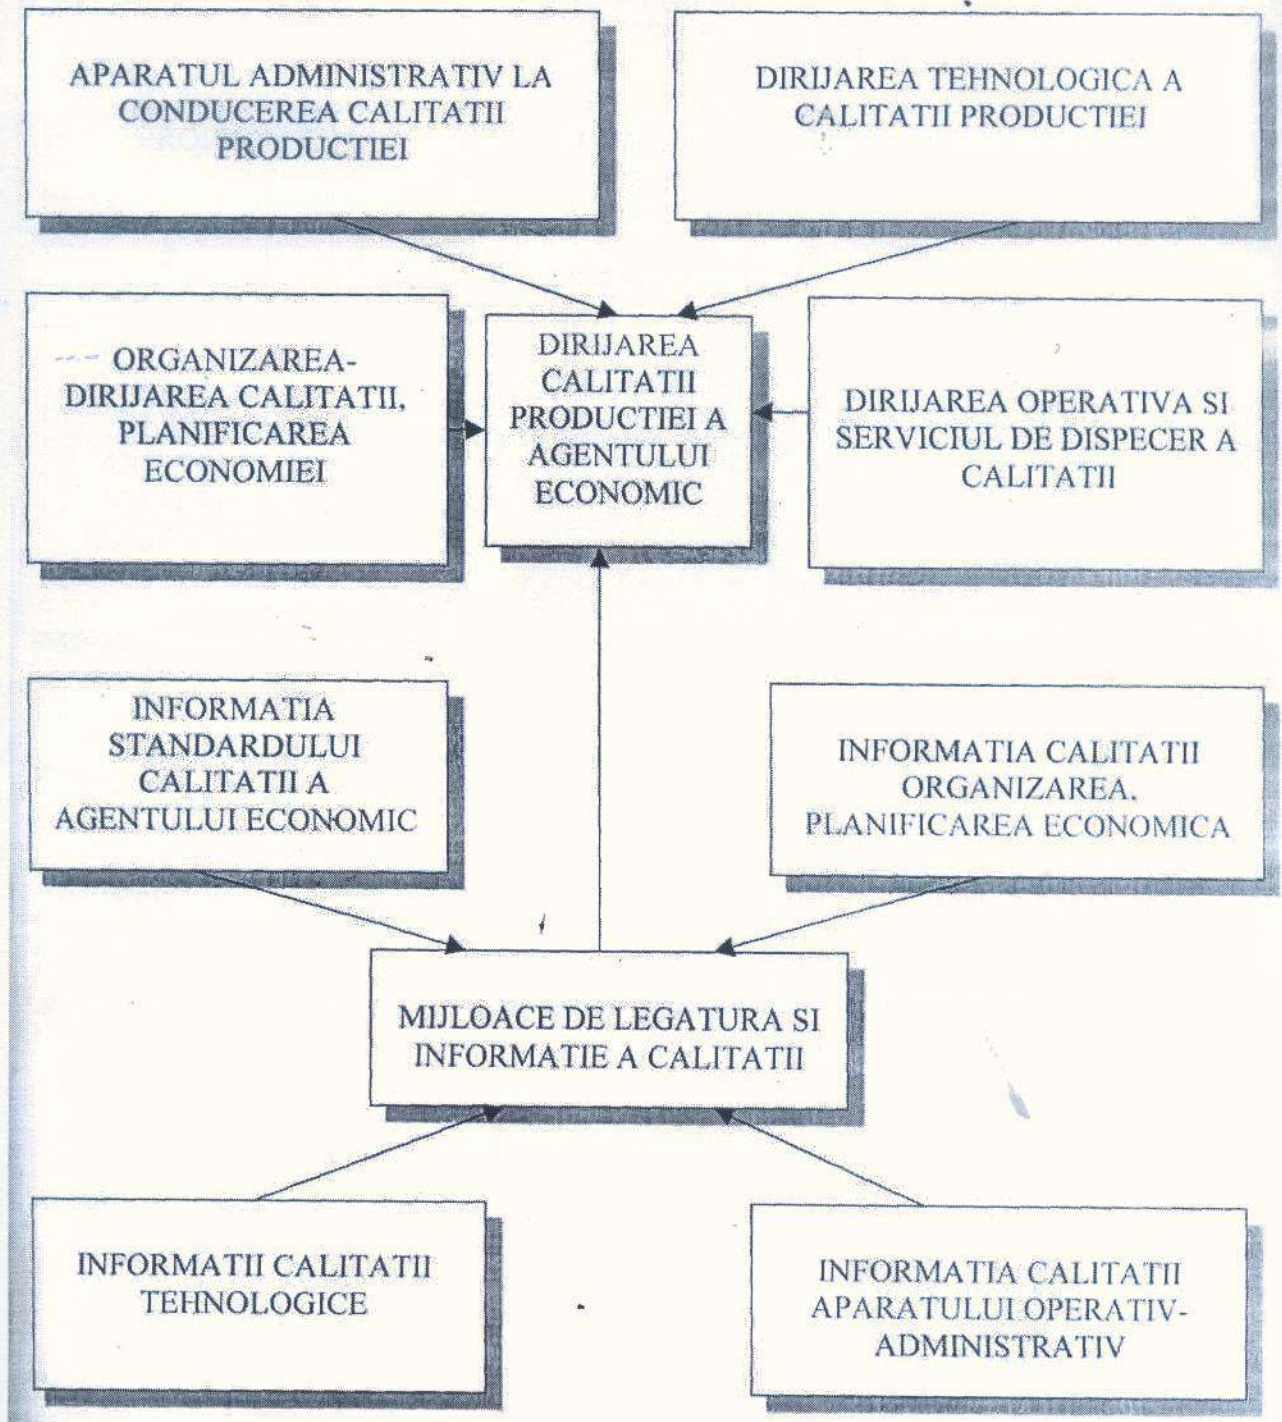 APARATUL ADMINISTRATIV LA
CONDUCEREA CALITATII
PRODUCTIEI
DIRIJAREA TEHNOLOGICA A
CALITATII PRODUCTIEI
ORGANIZAREA-
DIRIJAREA CALITATII,
PLANIFICAREA
ECONOMIEI
DIRIJAREA
CALITATII
PRODUCTIEI A
AGENTULUI
ECONOMIC
DIRIJAREA OPERATIVA SI
SERVICIUL DE DISPECER A
CALITATII
INFORMATIA
STANDARDULUI
CALITATII A
AGENTULUI ECONOMIC
INFORMATIA CALITATII
ORGANIZAREA,
PLANIFICAREA ECONOMICA
MIJLOACE DE LEGATURA SI
INFORMATIE A CALITATII
INFORMATII CALITATII
TEHNOLOGICE
INFORMATIA CALITATII
APARATULUI OPERATIV-
ADMINISTRATIV